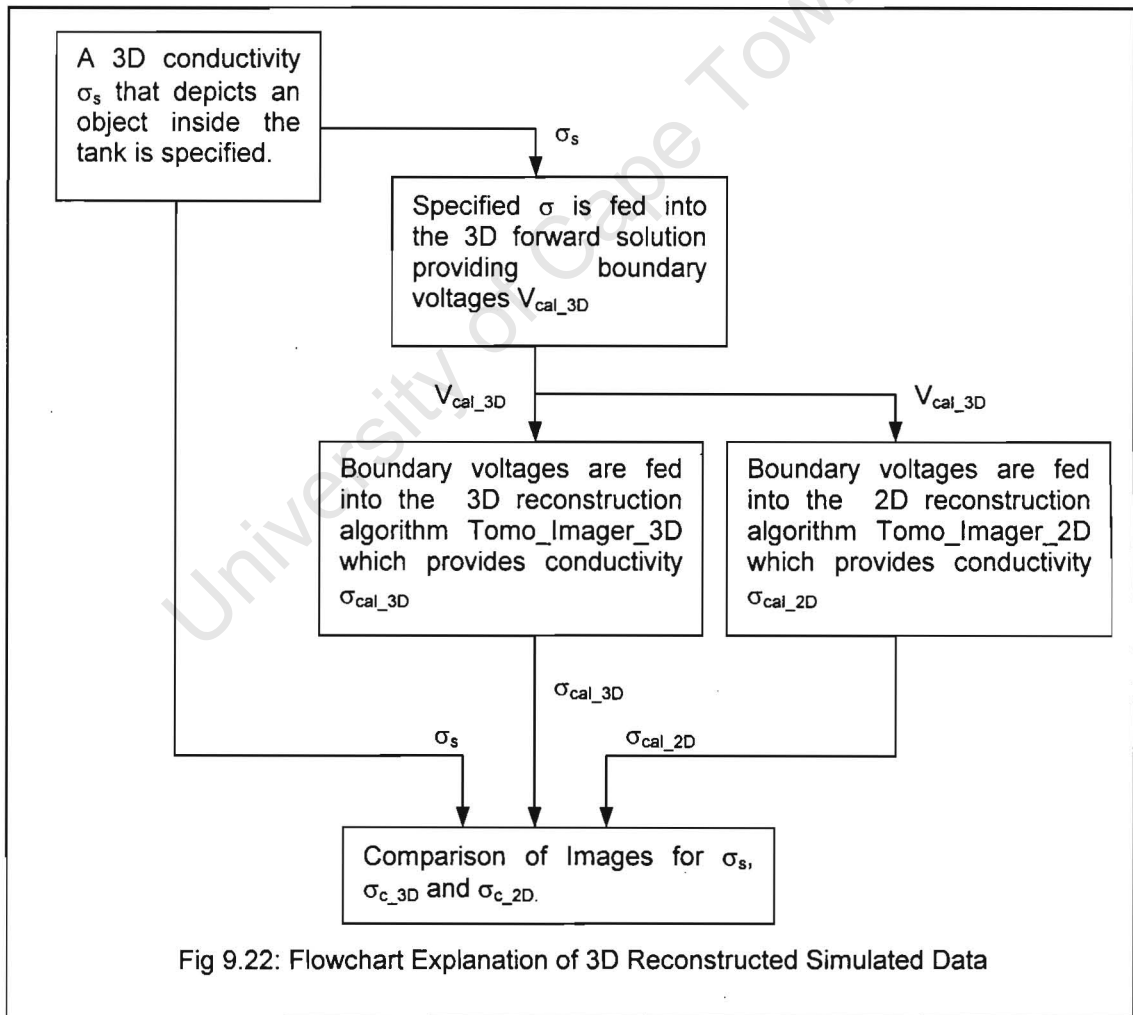 A 3D conductivity
σs that depicts an
object inside the
tank is specified.
σs
Specified σ is fed into
the 3D forward solution
providing boundary
voltages Vcal_3D
Vcal_3D
Vcal_3D
Boundary voltages are fed
into the 3D reconstruction
algorithm Tomo_Imager_3D
which provides conductivity
σcal_3D
Boundary voltages are fed
into the 2D reconstruction
algorithm Tomo_Imager_2D
which provides conductivity
σcal_2D
σcal_3D
σs
σcal_2D
Comparison of Images for σs,
σc_3D and σc_2D.
Fig 9.22: Flowchart Explanation of 3D Reconstructed Simulated Data
University of Cape Town